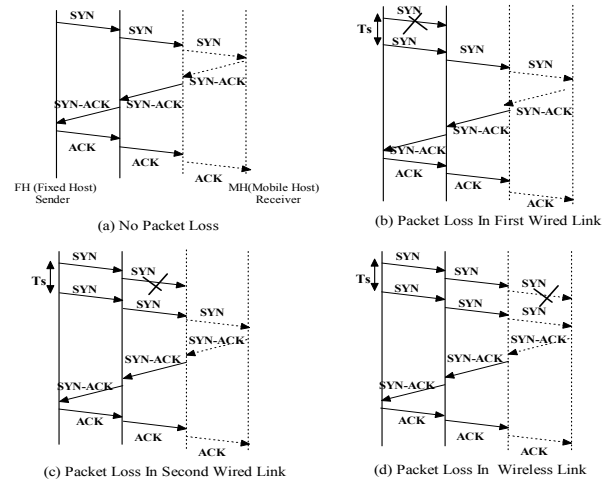 SYN
SYN
SYN
SYN-ACK
SYN-ACK
SYN-ACK
ACK
ACK
ACK
FH (Fixed Host)
Sender
MH(Mobile Host)
Receiver
(a) No Packet Loss
SYN
Ts
SYN
SYN
SYN
SYN-ACK
SYN-ACK
SYN-ACK
ACK
ACK
ACK
(b) Packet Loss In First Wired Link
SYN
SYN
Ts
SYN
SYN
SYN
SYN-ACK
SYN-ACK
SYN-ACK
ACK
ACK
ACK
(c) Packet Loss In Second Wired Link
SYN
SYN
SYN
Ts
SYN
SYN
SYN
SYN-ACK
SYN-ACK
SYN-ACK
ACK
ACK
ACK
(d) Packet Loss In Wireless Link